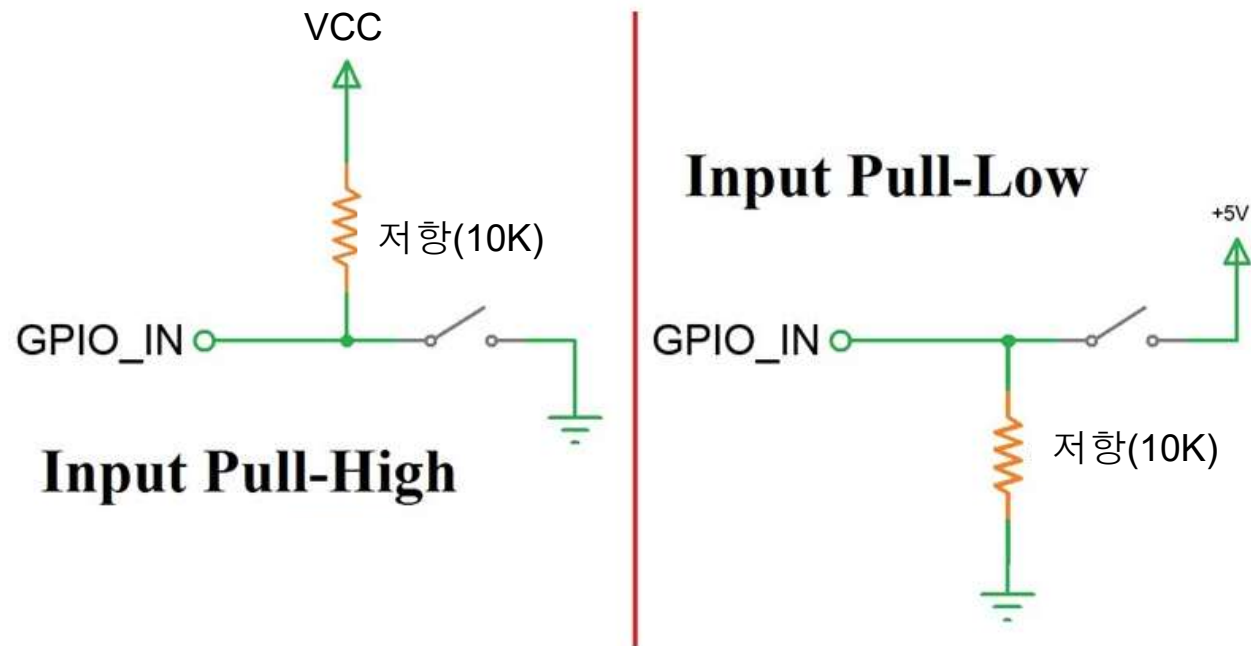 VCC
저항(10K)
GPIO_IN
Input Pull-High
Input Pull-Low
+5V
GPIO_IN
저항(10K)